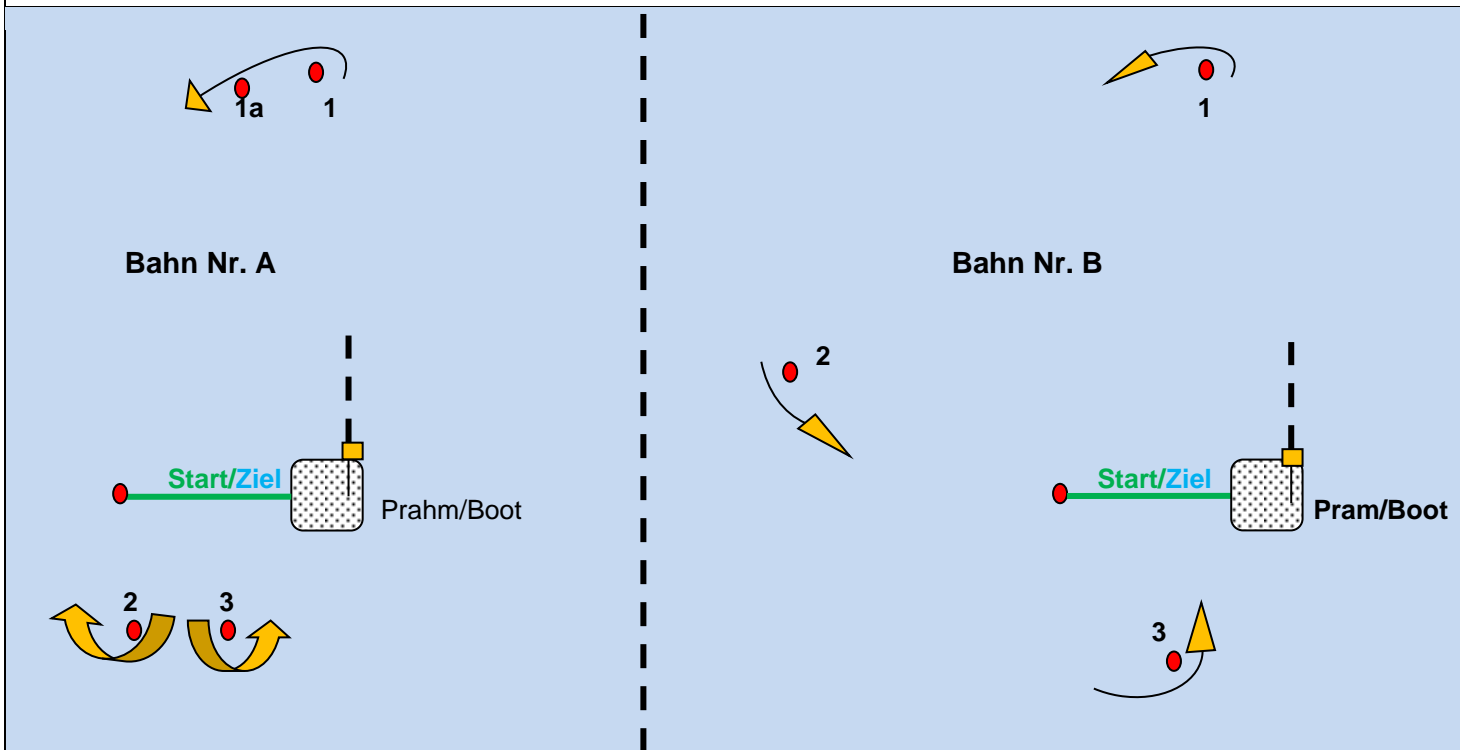 1a
1
Bahn Nr. A
Start/Ziel
Prahm/Boot
2
3
1
Bahn Nr. B
2
Start/Ziel
Pram/Boot
3